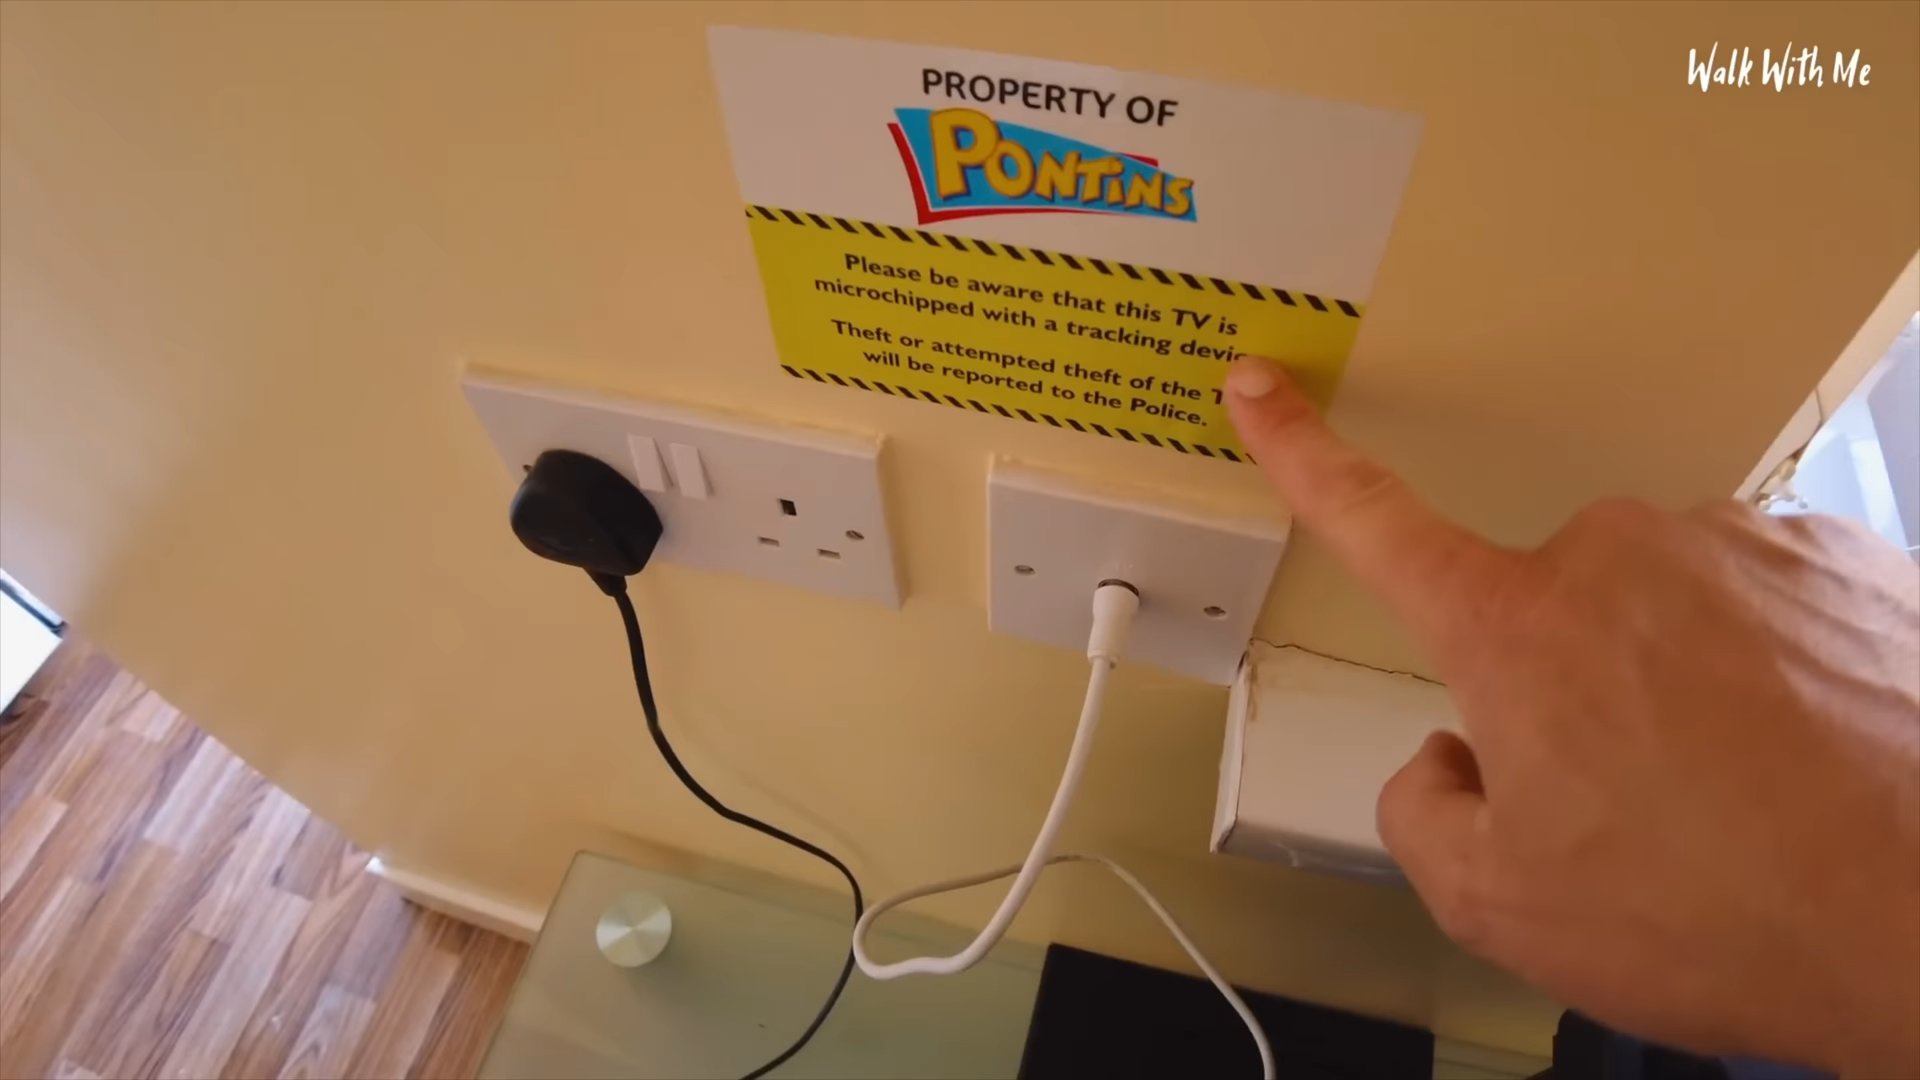 Walk With Me
PROPERTY OF
PONTINS
Please be aware that this TV is
microchipped with a tracking
Theft or attempted theft of the
will be reported to the Police.